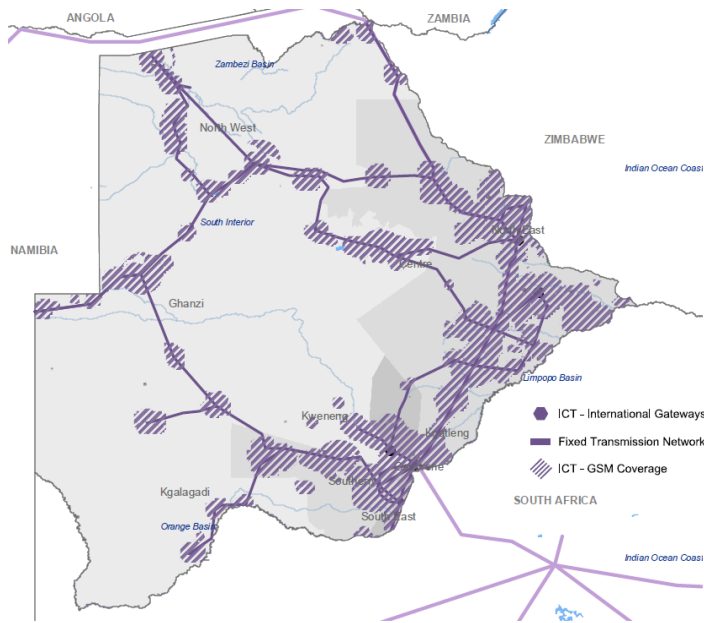 ANGOLA
ZAMBIA
Zambezi Basin
North West
ZIMBABWE
Indian Ocean Coast
South Interior
North East
NAMIBIA
Centre
Ghanzi
Limpopo Basin
Kweneng
ICT - International Gateways
Kgatleng
Fixed Transmission Network
ICT - GSM Coverage
Southern
Kgalagadi
South East
SOUTH AFRICA
Orange Basin
Indian Ocean Coast